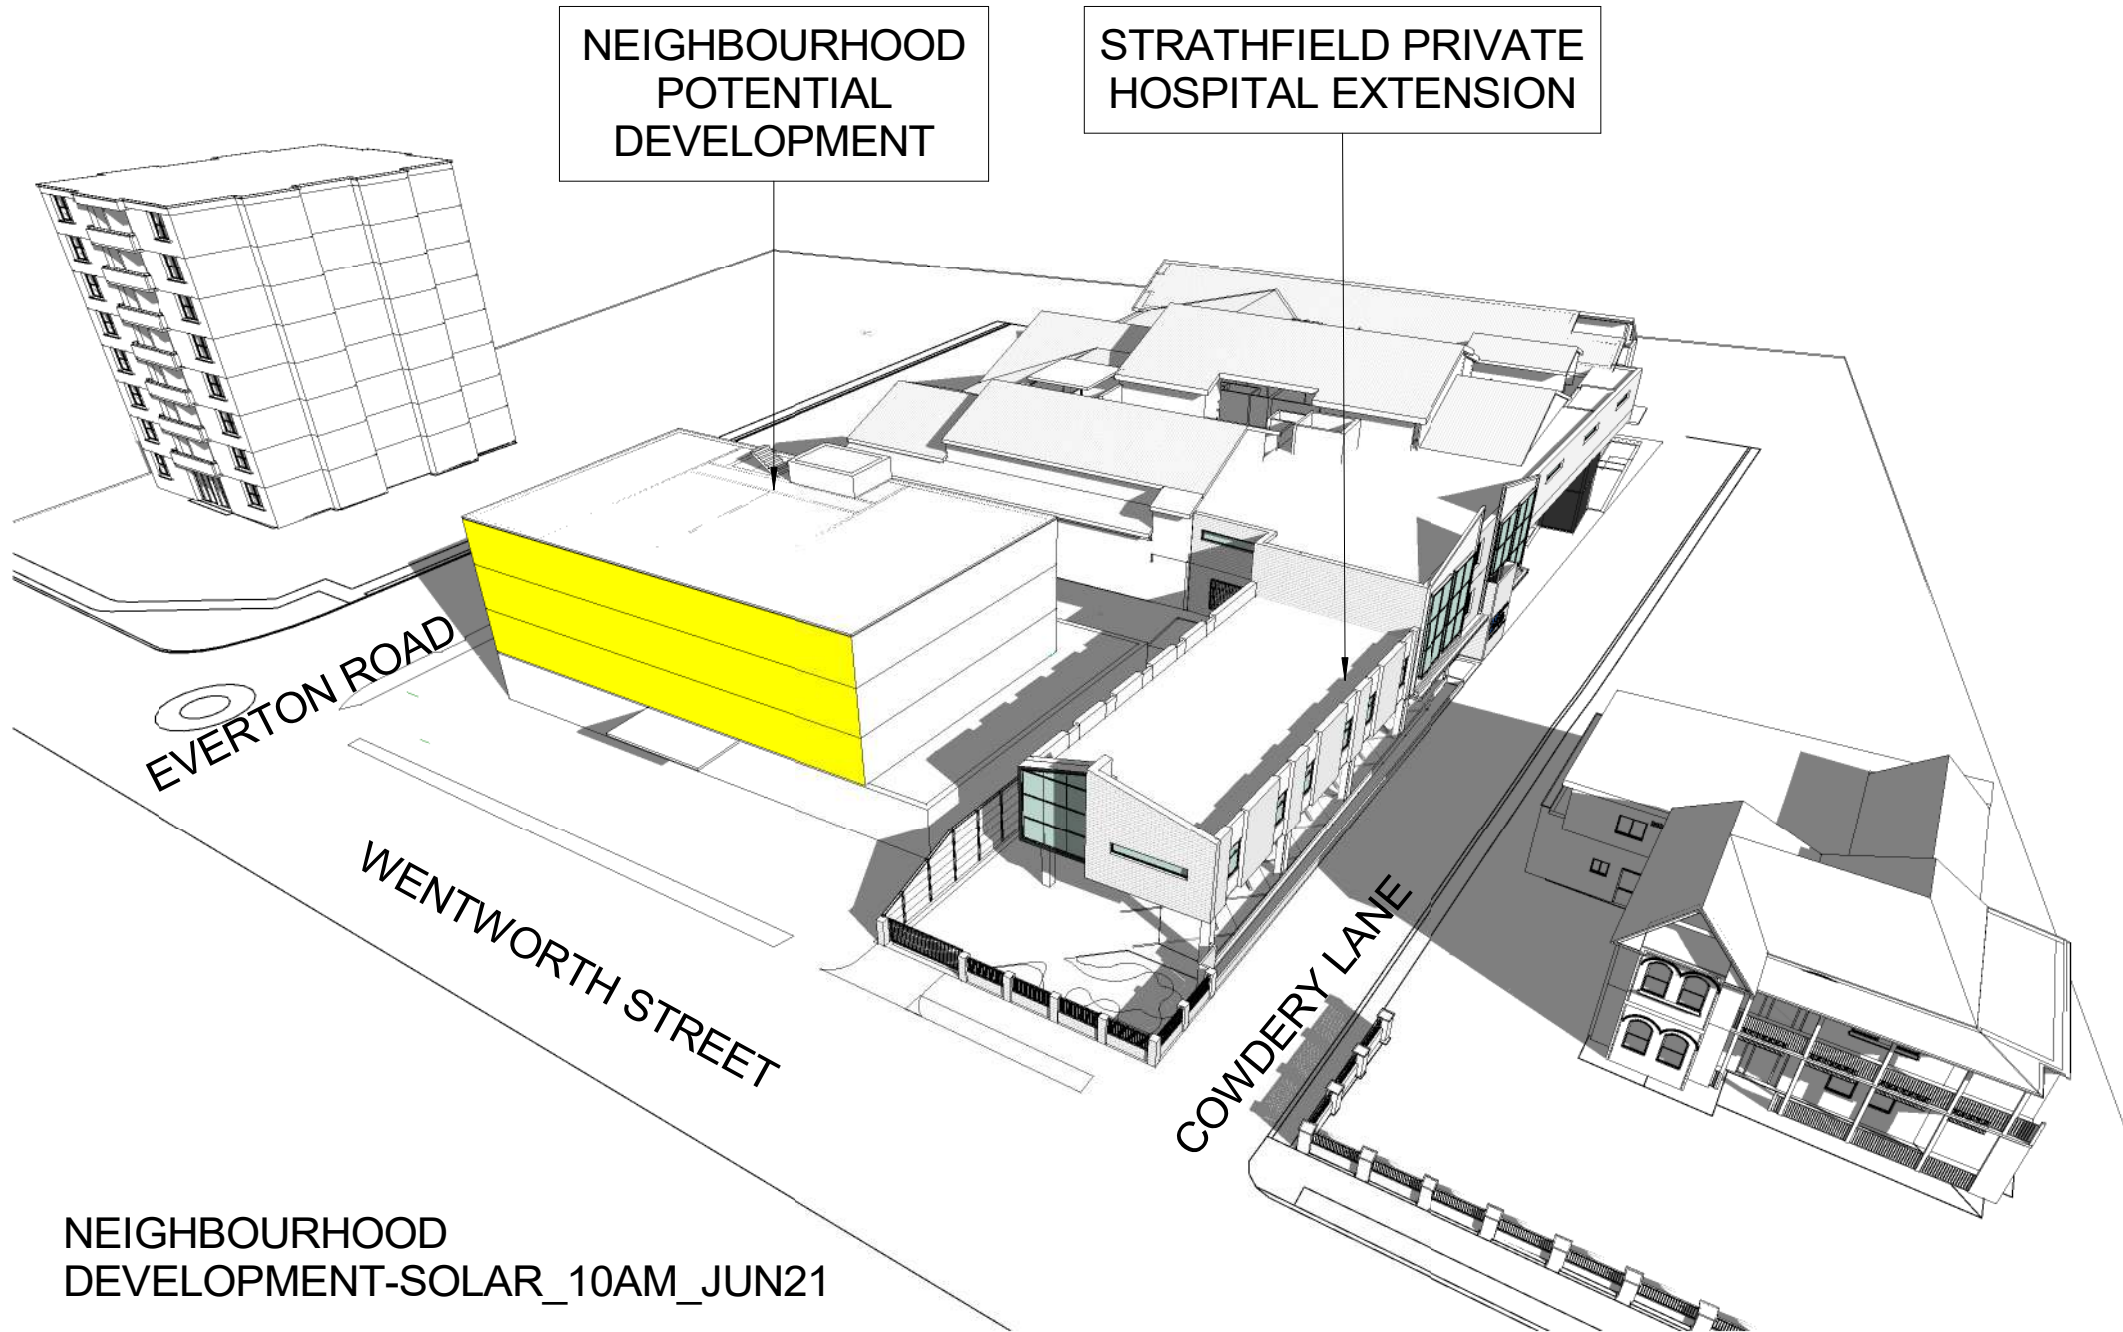 NEIGHBOURHOOD
POTENTIAL
DEVELOPMENT
STRATHFIELD PRIVATE
HOSPITAL EXTENSION
EVERTON ROAD
WENTWORTH STREET
COWDERY LANE
NEIGHBOURHOOD
DEVELOPMENT-SOLAR_10AM_JUN21